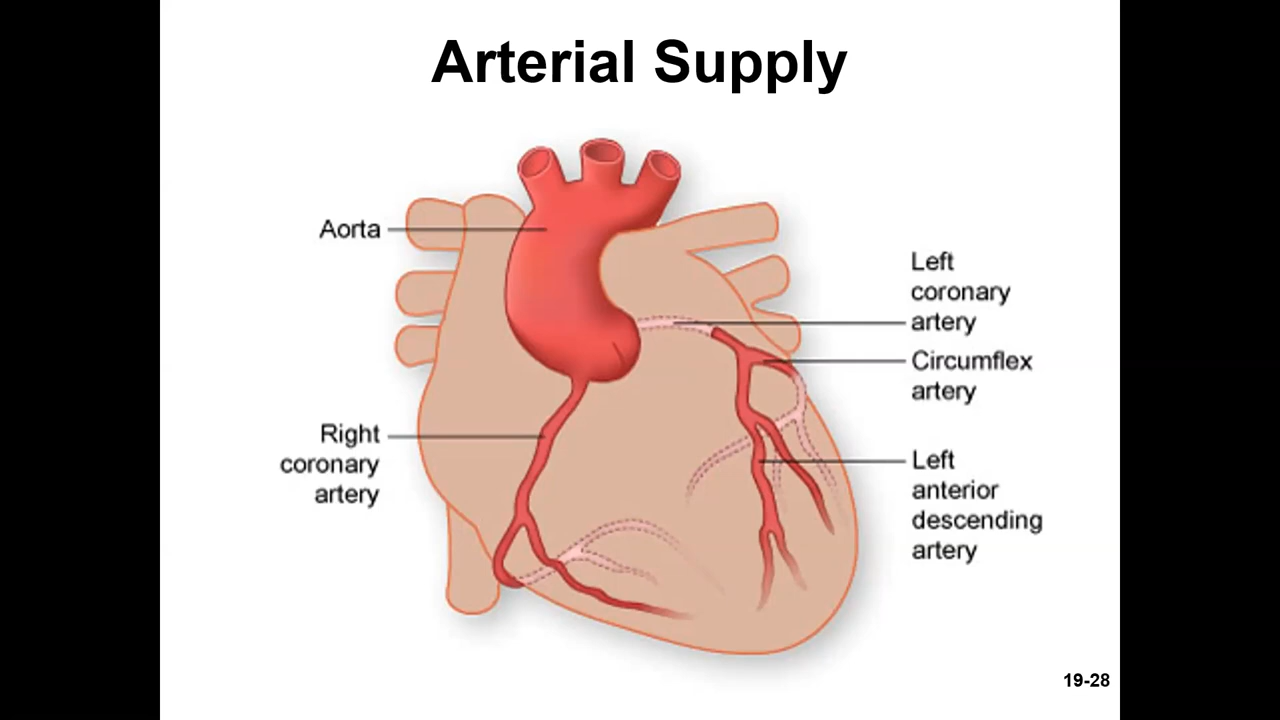 Arterial Supply
Aorta
Left
coronary
artery
Circumflex
artery
Right
coronary
artery
Left
anterior
descending
artery
19-28